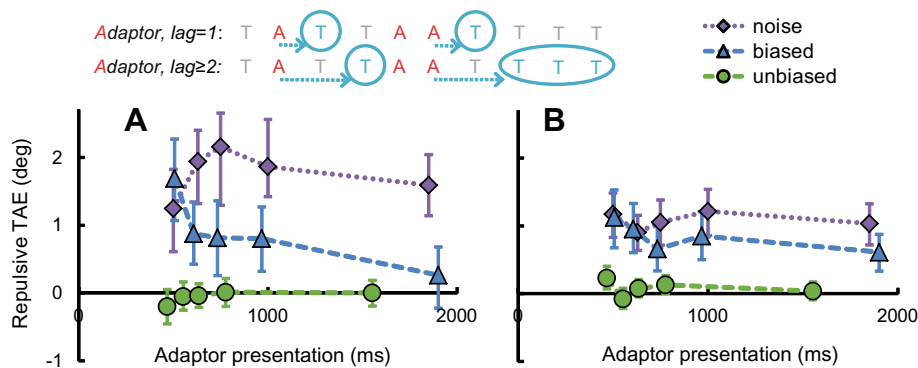 Adaptor, lag=1: T A T T A A T T T T
Adaptor, lag≥2: T A T T A A T T T T
noise
biased
unbiased
A
B
Repulsive TAE (deg)
2
1
0
-1
0
1000
2000
0
1000
2000
Adaptor presentation (ms)
Adaptor presentation (ms)